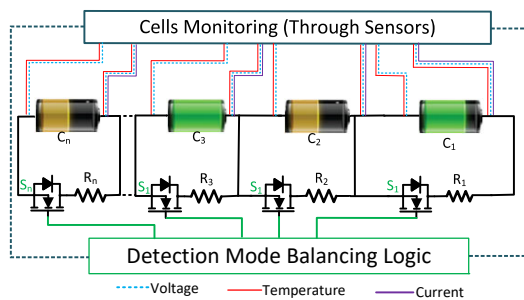 Cells Monitoring (Through Sensors)
Cn C3 C2 C1
Sn Rn S1 R3 S1 R2 S1 R1
Detection Mode Balancing Logic
Voltage Temperature Current